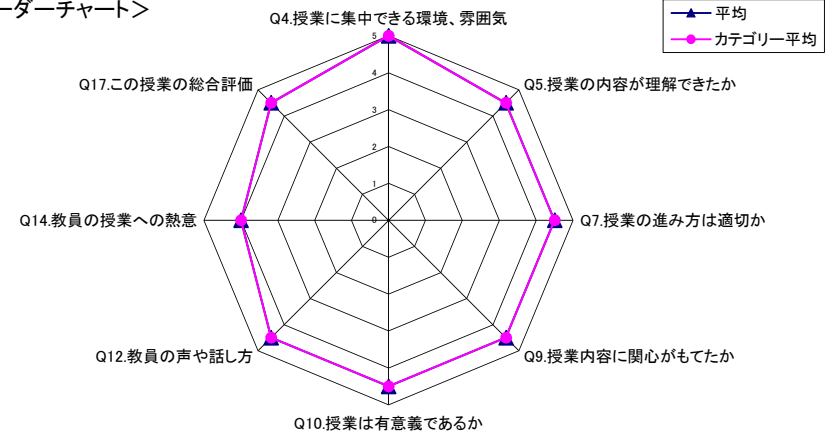 ーダーチャート＞
平均
カテゴリー平均
Q4.授業に集中できる環境、雰囲気
Q5.授業の内容が理解できたか
Q7.授業の進み方は適切か
Q9.授業内容に関心がもてたか
Q10.授業は有意義であるか
Q12.教員の声や話し方
Q14.教員の授業への熱意
Q17.この授業の総合評価
5
4
3
2
1
0